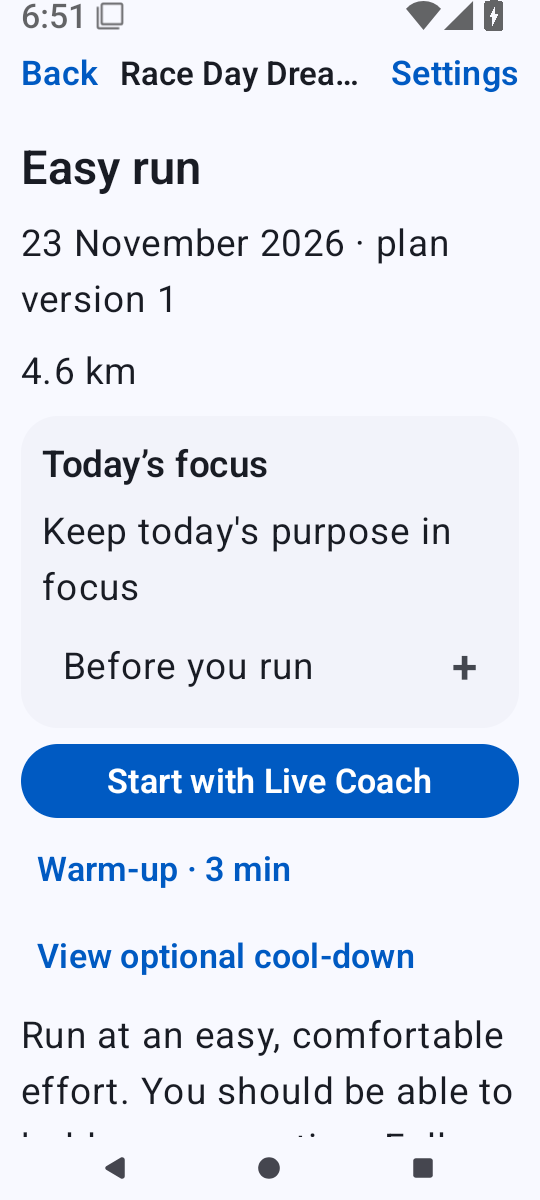 6:51
Back Race Day Drea... Settings
Easy run
23 November 2026 · plan
version 1
4.6 km
Today’s focus
Keep today's purpose in
focus
Before you run +
Start with Live Coach
Warm-up · 3 min
View optional cool-down
Run at an easy, comfortable
effort. You should be able to